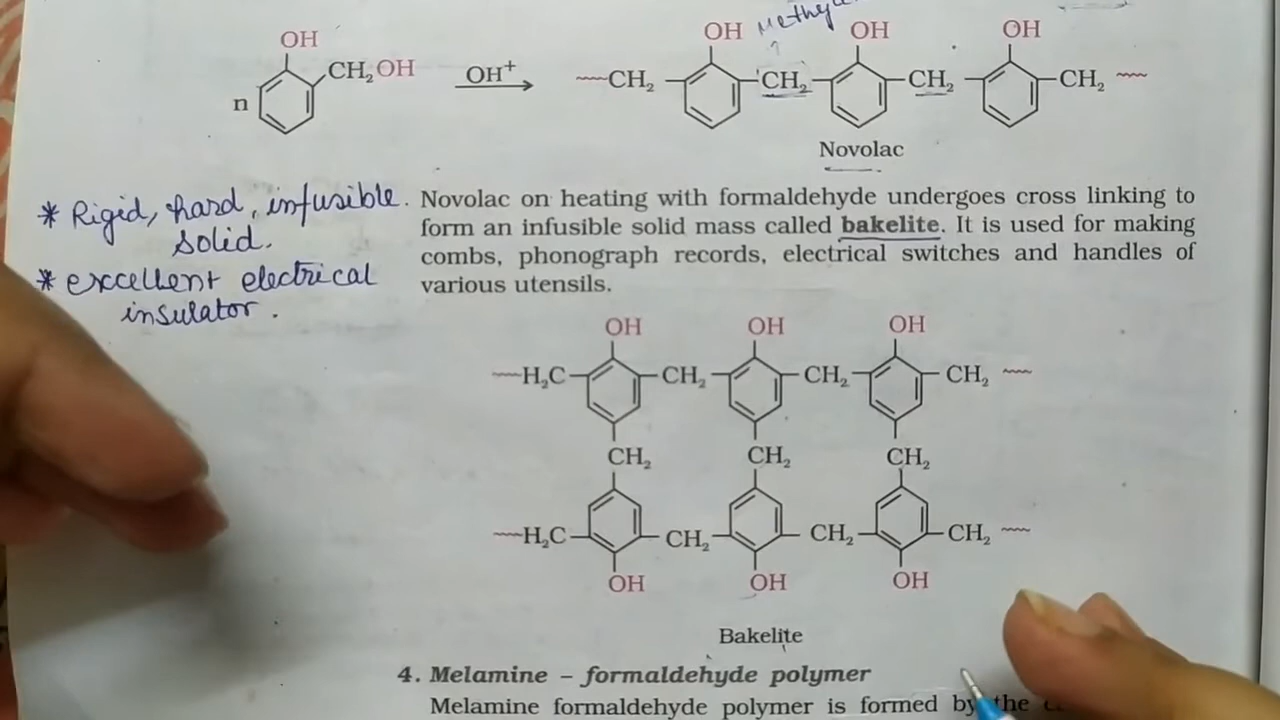 OH OH OH OH
n CH₂OH OH⁺ CH₂ CH₂ CH₂ CH₂
Novolac
* Rigid, hard, infusible solid.
* excellent electrical insulator.
Novolac on heating with formaldehyde undergoes cross linking to
form an infusible solid mass called bakelite. It is used for making
combs, phonograph records, electrical switches and handles of
various utensils.
OH OH OH
H₂C CH₂ CH₂ CH₂
CH₂ CH₂ CH₂
H₂C CH₂ CH₂ CH₂
OH OH OH
Bakelite
4. Melamine – formaldehyde polymer
Melamine formaldehyde polymer is formed by the